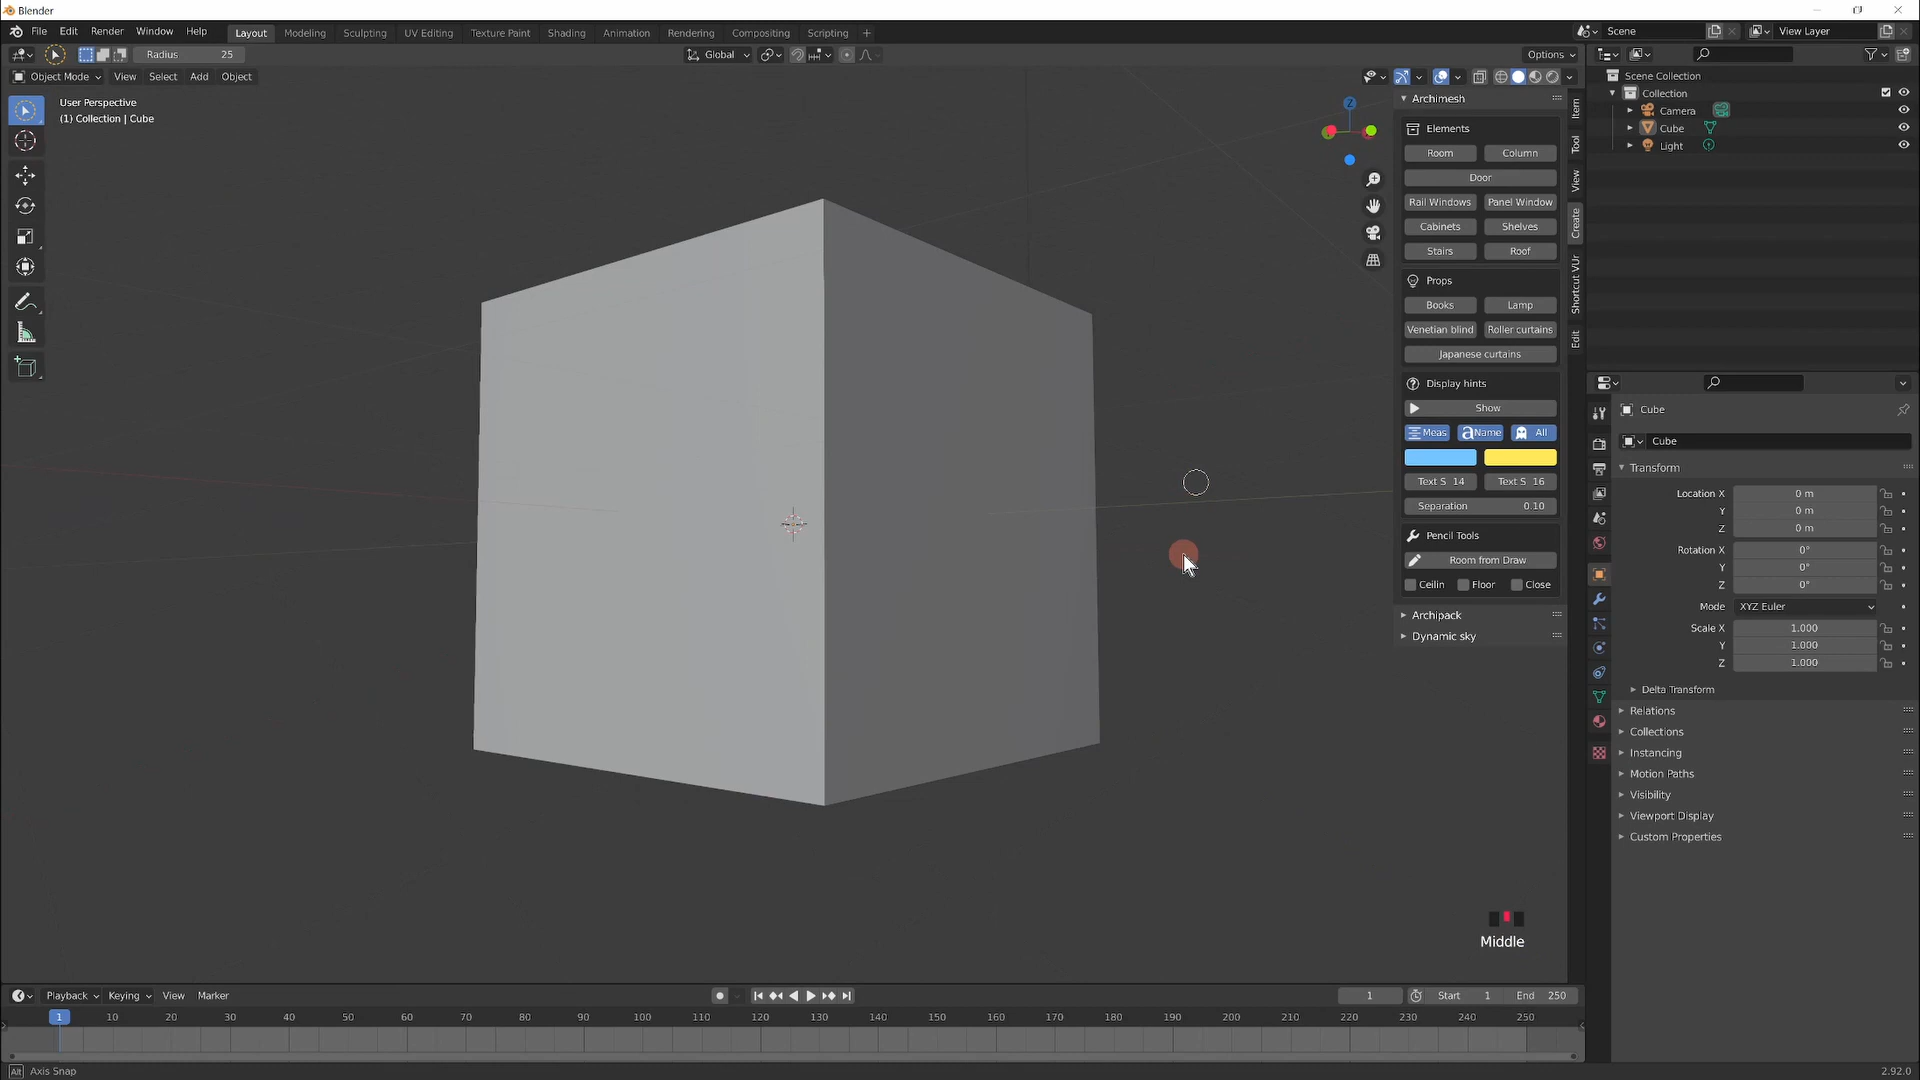 Blender
File Edit Render Window Help Layout Modeling Sculpting UV Editing Texture Paint Shading Animation Rendering Compositing Scripting + Scene View Layer
Radius 25 Global Options
Object Mode View Select Add Object
User Perspective
(1) Collection | Cube
Archimesh
Elements
Room Column
Door
Rail Windows Panel Window
Cabinets Shelves
Stairs Roof
Props
Books Lamp
Venetian blind Roller curtains
Japanese curtains
Display hints
Show
Meas aName All
Text S 14 Text S 16
Separation 0.10
Pencil Tools
Room from Draw
Ceilin Floor Close
Archipack
Dynamic sky
Z
Item
Tool
View
Create
Shortcut VUr
Edit
Scene Collection
Collection
Camera
Cube
Light
Cube
Cube
Transform
Location X 0 m
Y 0 m
Z 0 m
Rotation X 0°
Y 0°
Z 0°
Mode XYZ Euler
Scale X 1.000
Y 1.000
Z 1.000
Delta Transform
Relations
Collections
Instancing
Motion Paths
Visibility
Viewport Display
Custom Properties
Middle
Playback Keying View Marker 1 Start 1 End 250
1 10 20 30 40 50 60 70 80 90 100 110 120 130 140 150 160 170 180 190 200 210 220 230 240 250
Alt Axis Snap 2.92.0